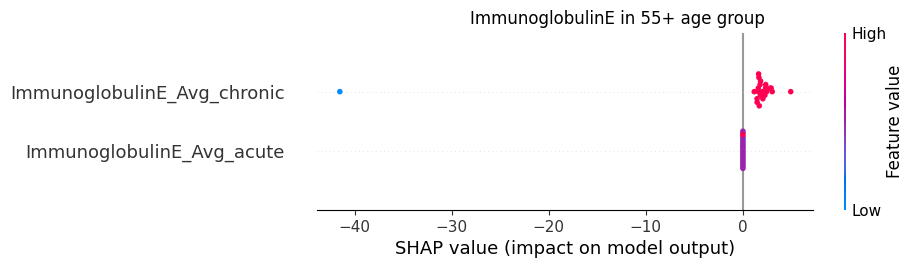 ImmunoglobulinE in 55+ age group
High
ImmunoglobulinE_Avg_chronic
ImmunoglobulinE_Avg_acute
Feature value
Low
−40 −30 −20 −10 0
SHAP value (impact on model output)